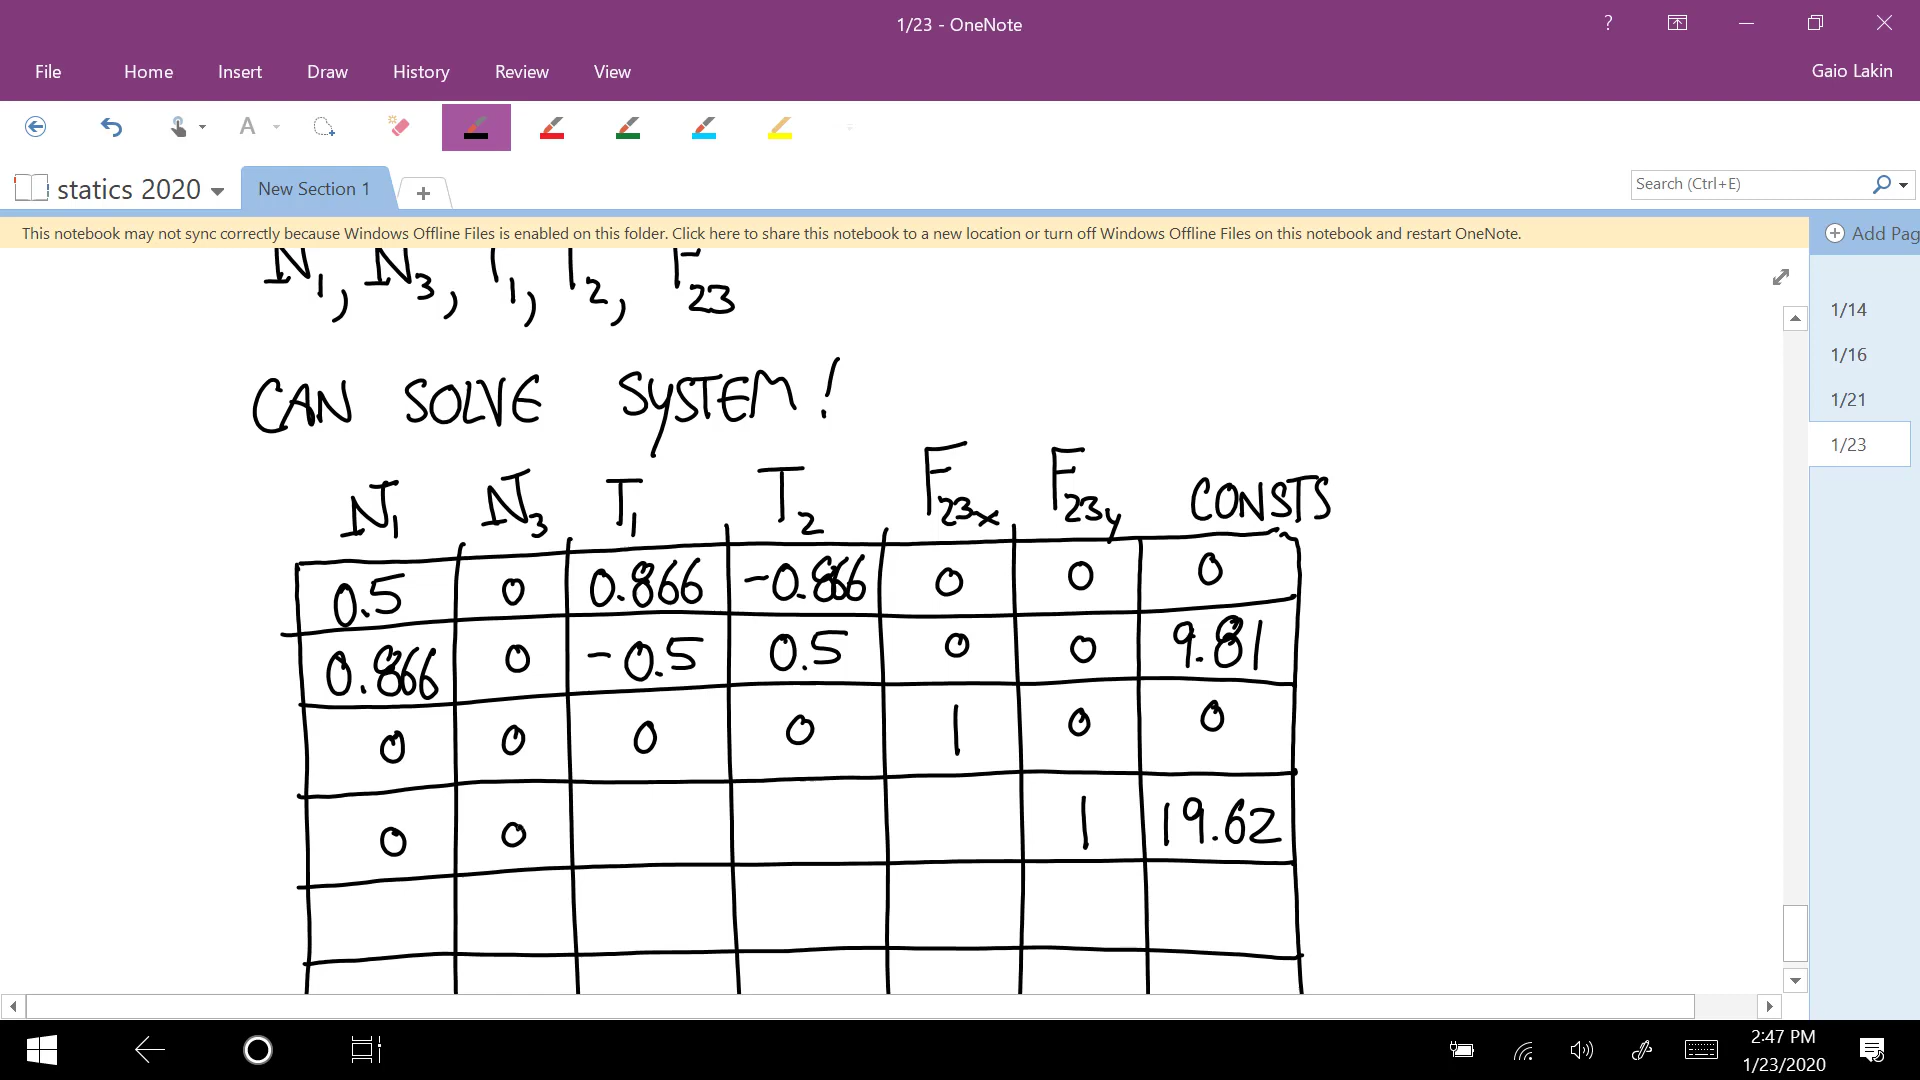 1/23 - OneNote
?
File Home Insert Draw History Review View Gaio Lakin
A
statics 2020 New Section 1 + Search (Ctrl+E)
This notebook may not sync correctly because Windows Offline Files is enabled on this folder. Click here to share this notebook to a new location or turn off Windows Offline Files on this notebook and restart OneNote.
Add Pag
1/14
1/16
1/21
1/23
N1, N3, T1, T2, F23
CAN SOLVE SYSTEM!
N1 N3 T1 T2 F23x F23y CONSTS
0.5 0 0.866 -0.866 0 0 0
0.866 0 -0.5 0.5 0 0 9.81
0 0 0 0 1 0 0
0 0 1 19.62
2:47 PM
1/23/2020